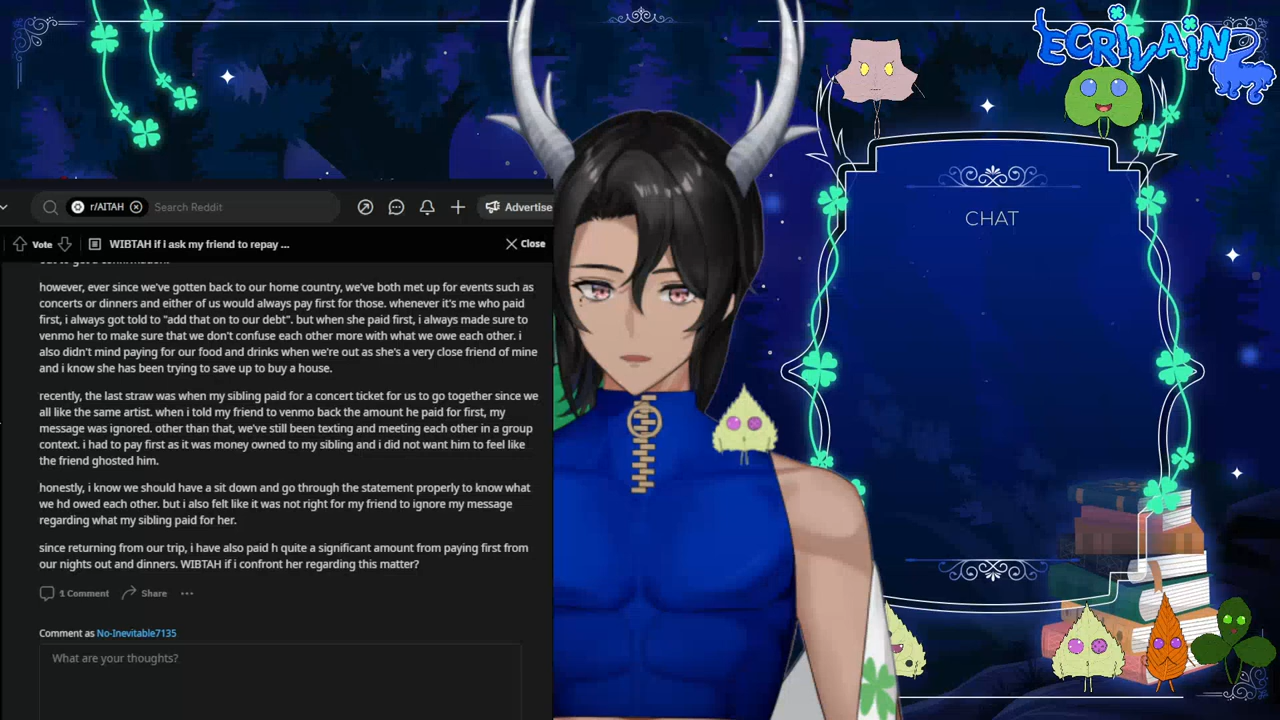 ECRIVAIN
r/AITAH
Search Reddit
Advertise
Vote
WIBTAH if i ask my friend to repay ...
Close
however, ever since we've gotten back to our home country, we've both met up for events such as
concerts or dinners and either of us would always pay first for those. whenever it's me who paid
first, i always got told to "add that on to our debt". but when she paid first, i always made sure to
venmo her to make sure that we don't confuse each other more with what we owe each other. i
also didn't mind paying for our food and drinks when we're out as she's a very close friend of mine
and i know she has been trying to save up to buy a house.
recently, the last straw was when my sibling paid for a concert ticket for us to go together since we
all like the same artist. when i told my friend to venmo back the amount he paid for first, my
message was ignored. other than that, we've still been texting and meeting each other in a group
context. i had to pay first as it was money owned to my sibling and i did not want him to feel like
the friend ghosted him.
honestly, i know we should have a sit down and go through the statement properly to know what
we hd owed each other. but i also felt like it was not right for my friend to ignore my message
regarding what my sibling paid for her.
since returning from our trip, i have also paid h quite a significant amount from paying first from
our nights out and dinners. WIBTAH if i confront her regarding this matter?
1 Comment
Share
Comment as No-Inevitable7135
What are your thoughts?
CHAT